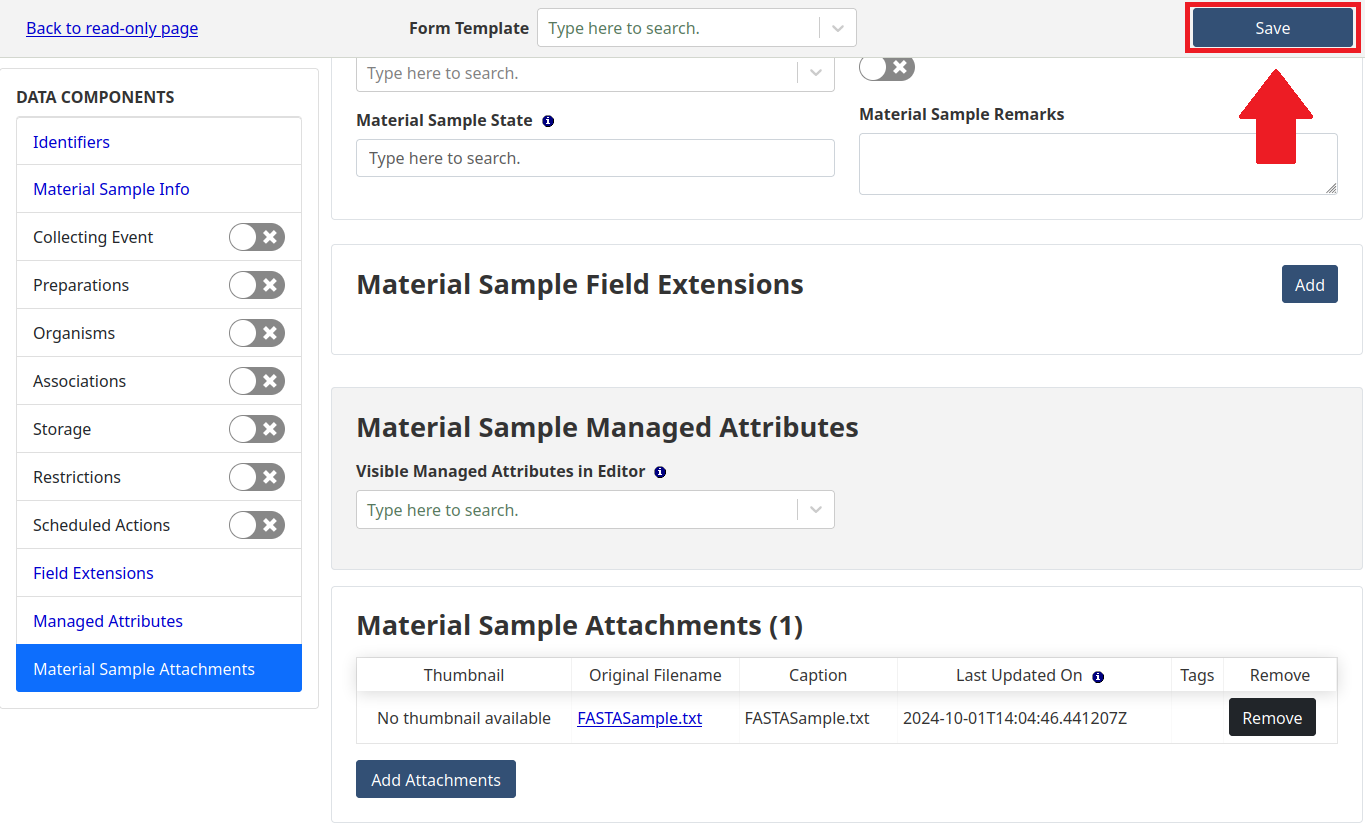 Back to read-only page
Form Template
Type here to search.
Save
DATA COMPONENTS
Identifiers
Material Sample Info
Collecting Event
Preparations
Organisms
Associations
Storage
Restrictions
Scheduled Actions
Field Extensions
Managed Attributes
Material Sample Attachments
Type here to search.
Material Sample State
Type here to search.
Material Sample Remarks
Material Sample Field Extensions
Add
Material Sample Managed Attributes
Visible Managed Attributes in Editor
Type here to search.
Material Sample Attachments (1)
Thumbnail Original Filename Caption Last Updated On Tags Remove
No thumbnail available FASTASample.txt FASTASample.txt 2024-10-01T14:04:46.441207Z Remove
Add Attachments